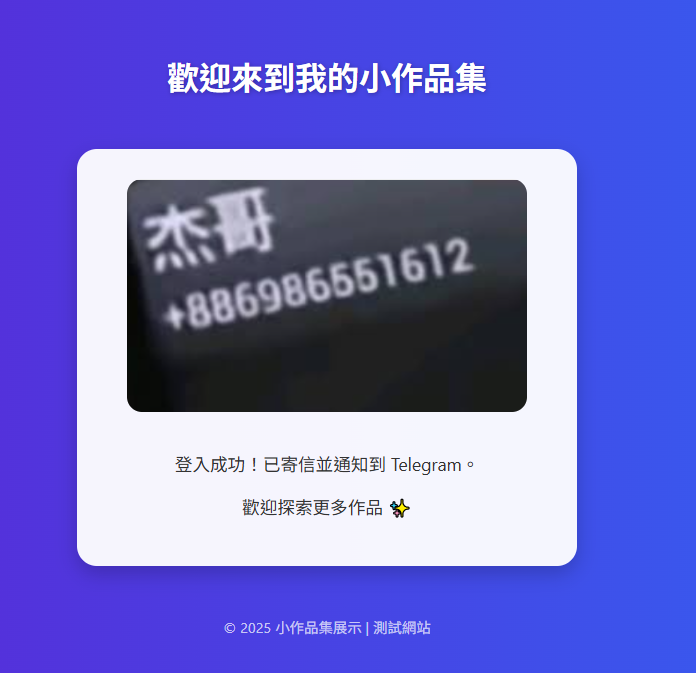 歡迎來到我的小作品集
杰哥
+886986551612
登入成功！已寄信並通知到 Telegram。
歡迎探索更多作品 ✨
© 2025 小作品集展示 | 測試網站